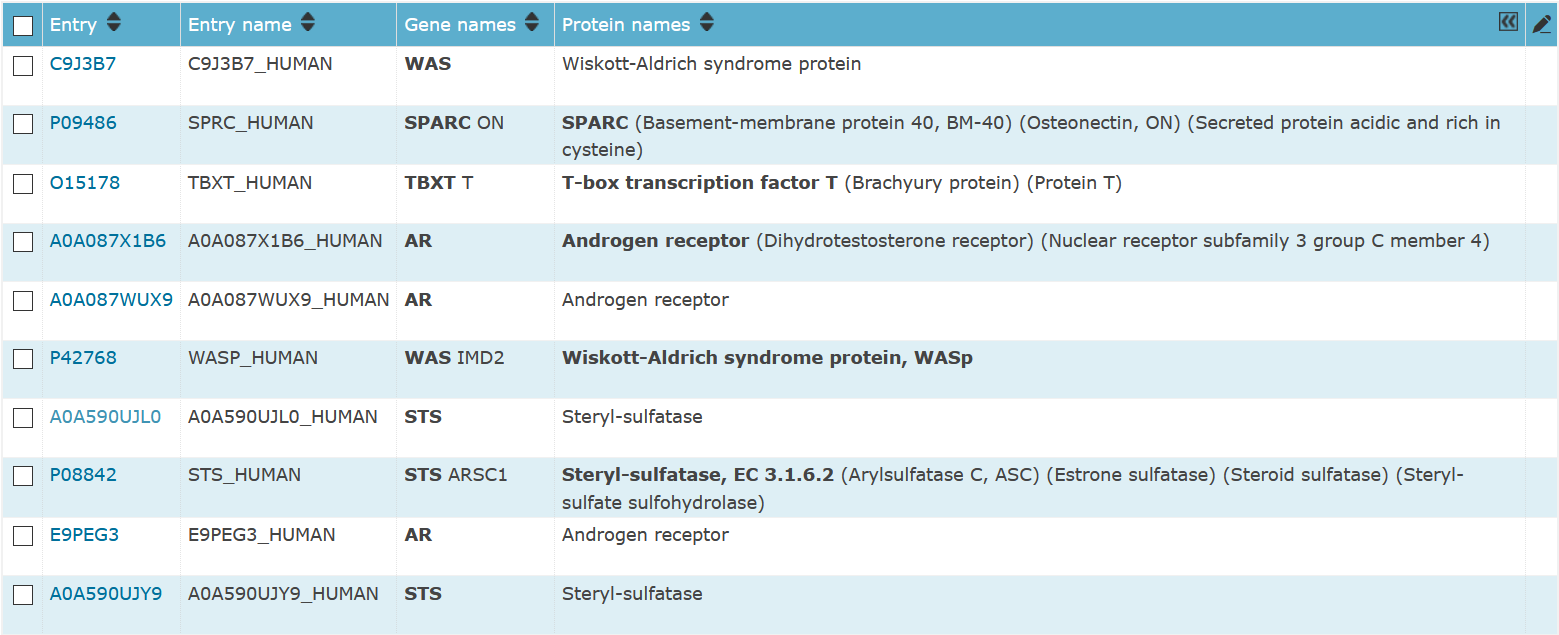 Entry Entry name Gene names Protein names
C9J3B7 C9J3B7_HUMAN WAS Wiskott-Aldrich syndrome protein
P09486 SPRC_HUMAN SPARC ON SPARC (Basement-membrane protein 40, BM-40) (Osteonectin, ON) (Secreted protein acidic and rich in
cysteine)
O15178 TBXT_HUMAN TBXT T T-box transcription factor T (Brachyury protein) (Protein T)
A0A087X1B6 A0A087X1B6_HUMAN AR Androgen receptor (Dihydrotestosterone receptor) (Nuclear receptor subfamily 3 group C member 4)
A0A087WUX9 A0A087WUX9_HUMAN AR Androgen receptor
P42768 WASP_HUMAN WAS IMD2 Wiskott-Aldrich syndrome protein, WASp
A0A590UJL0 A0A590UJL0_HUMAN STS Steryl-sulfatase
P08842 STS_HUMAN STS ARSC1 Steryl-sulfatase, EC 3.1.6.2 (Arylsulfatase C, ASC) (Estrone sulfatase) (Steroid sulfatase) (Steryl-
sulfate sulfohydrolase)
E9PEG3 E9PEG3_HUMAN AR Androgen receptor
A0A590UJY9 A0A590UJY9_HUMAN STS Steryl-sulfatase